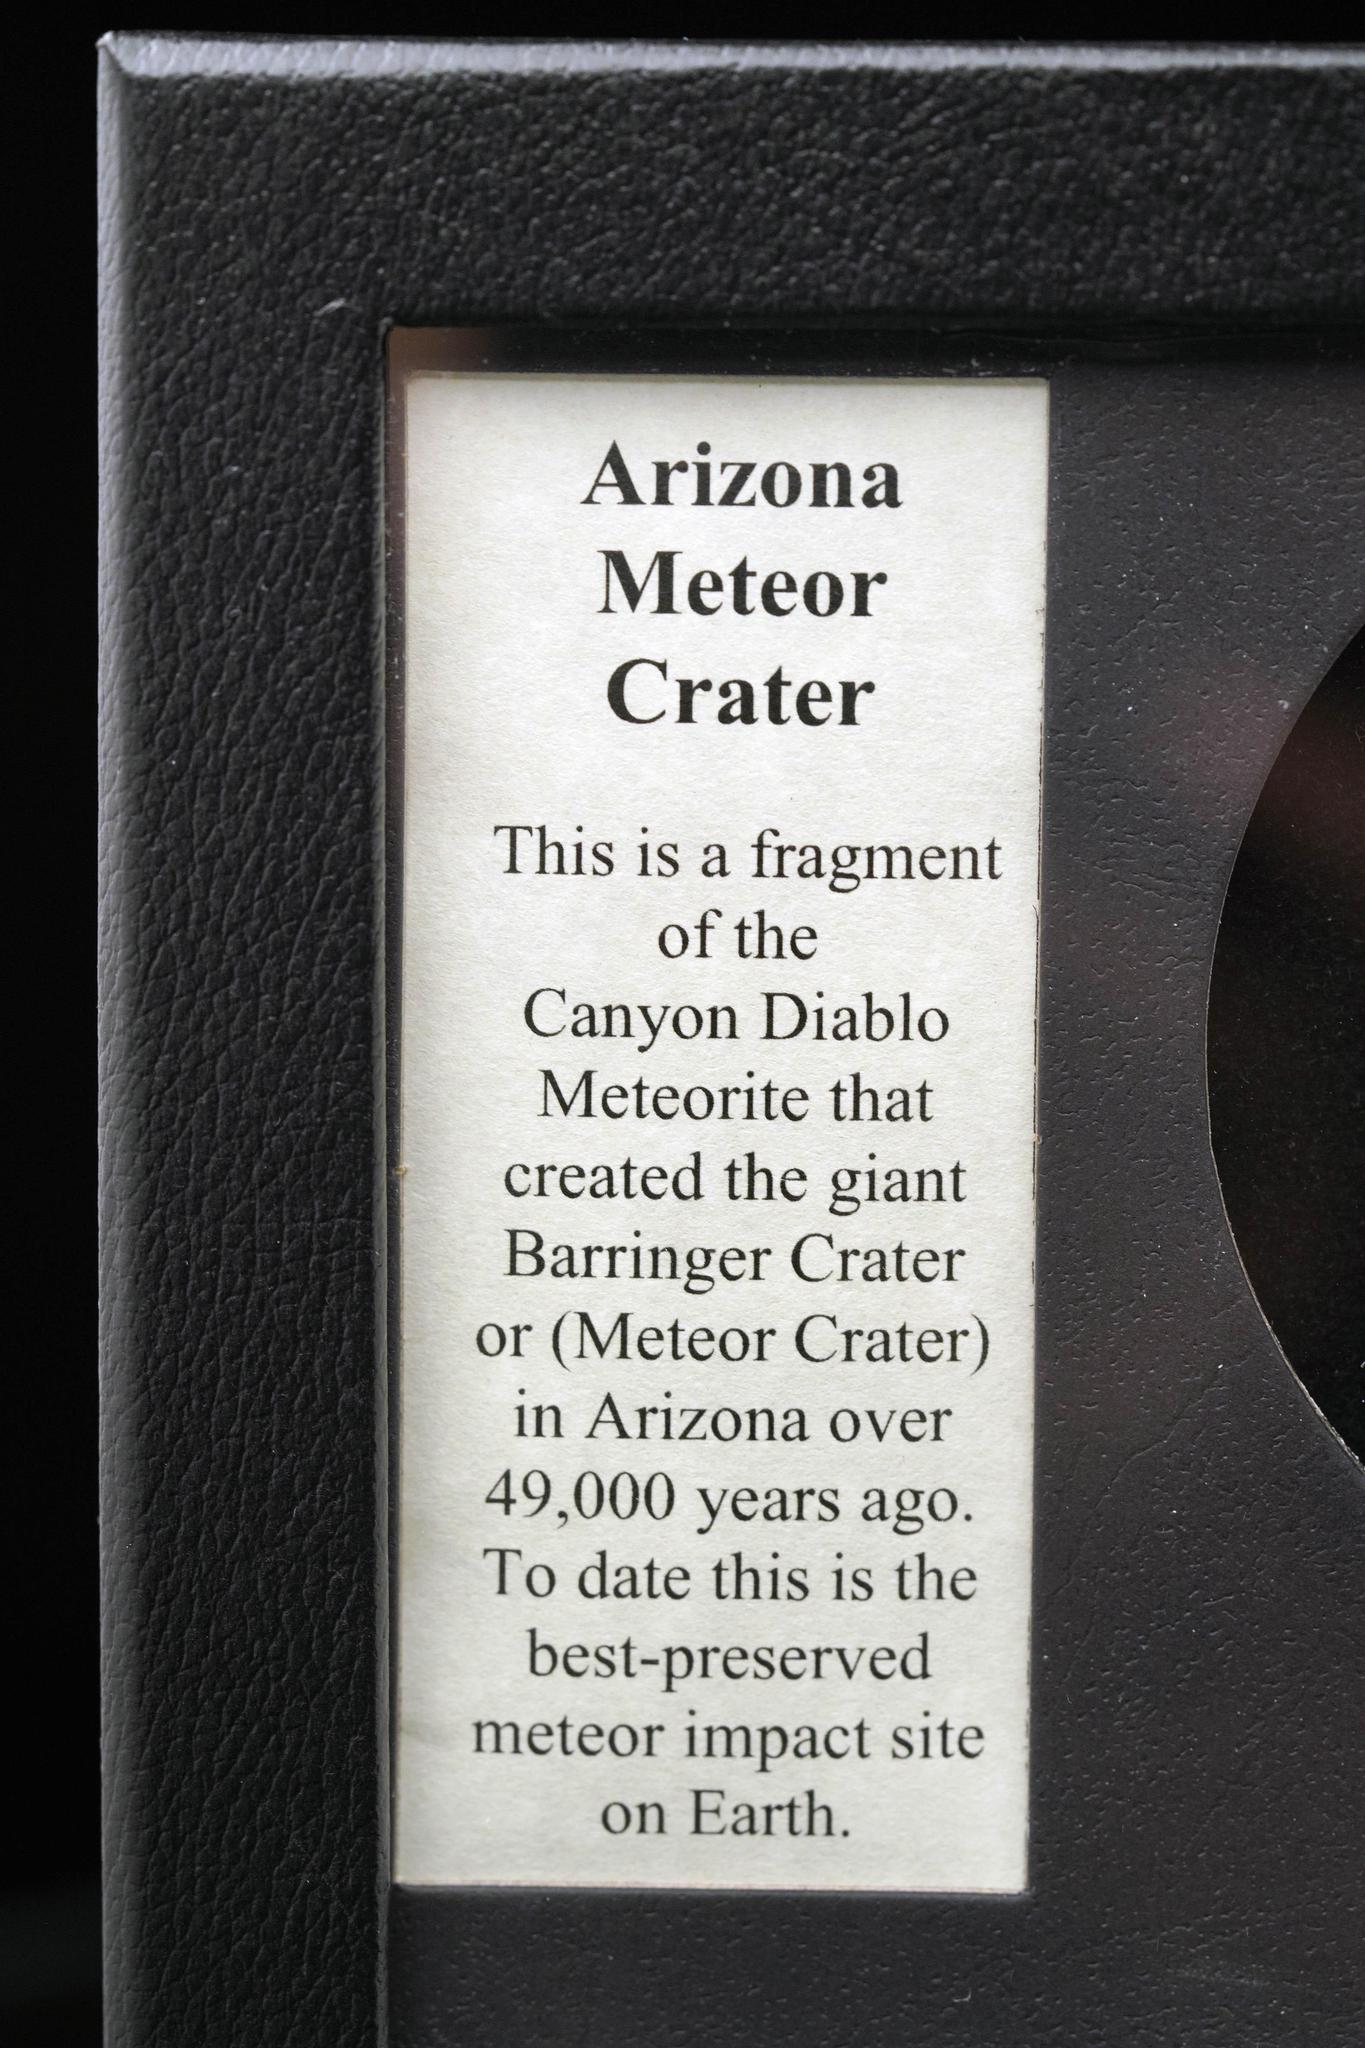 Arizona
Meteor
Crater
This is a fragment
of the
Canyon Diablo
Meteorite that
created the giant
Barringer Crater
or (Meteor Crater)
in Arizona over
49,000 years ago.
To date this is the
best-preserved
meteor impact site
on Earth.